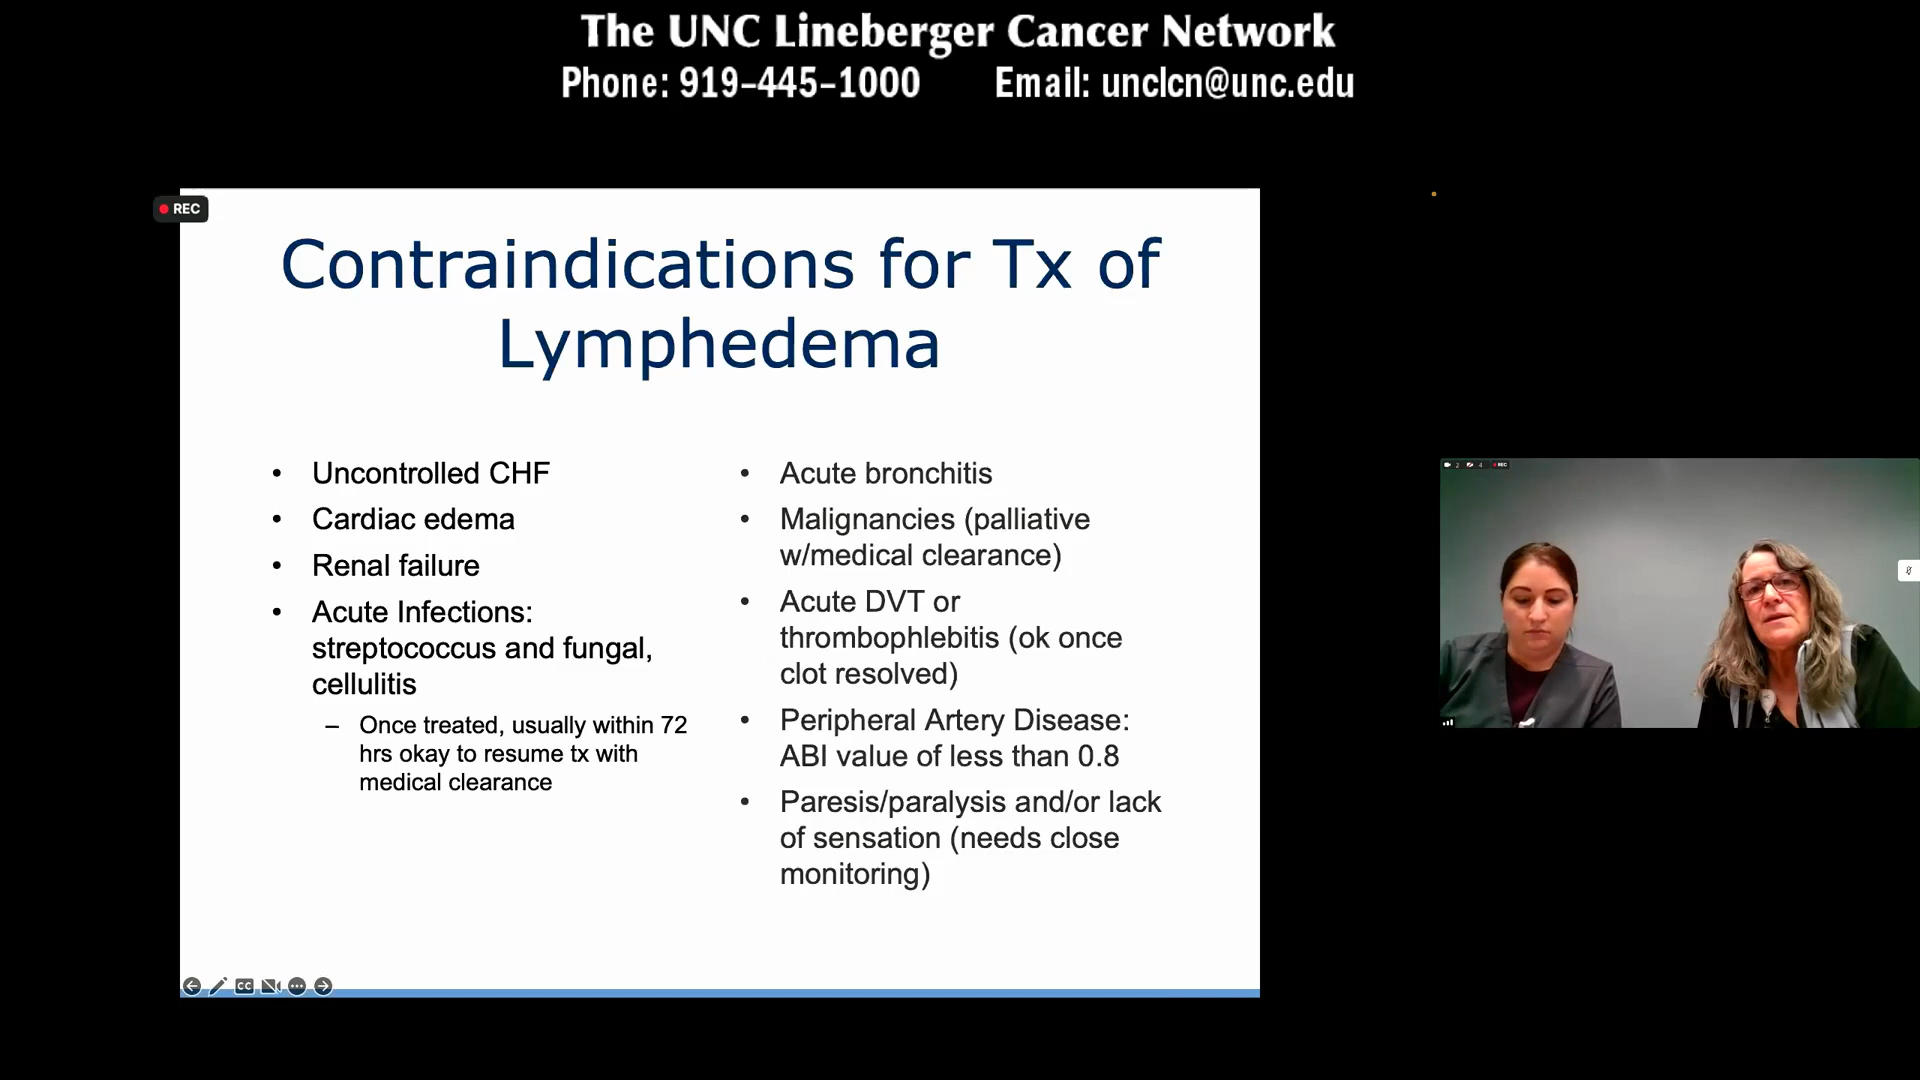 The UNC Lineberger Cancer Network
Phone: 919-445-1000 Email: unclcn@unc.edu
REC
Contraindications for Tx of
Lymphedema
• Uncontrolled CHF
• Cardiac edema
• Renal failure
• Acute Infections:
streptococcus and fungal,
cellulitis
– Once treated, usually within 72
hrs okay to resume tx with
medical clearance
• Acute bronchitis
• Malignancies (palliative
w/medical clearance)
• Acute DVT or
thrombophlebitis (ok once
clot resolved)
• Peripheral Artery Disease:
ABI value of less than 0.8
• Paresis/paralysis and/or lack
of sensation (needs close
monitoring)
CC
2 4 REC